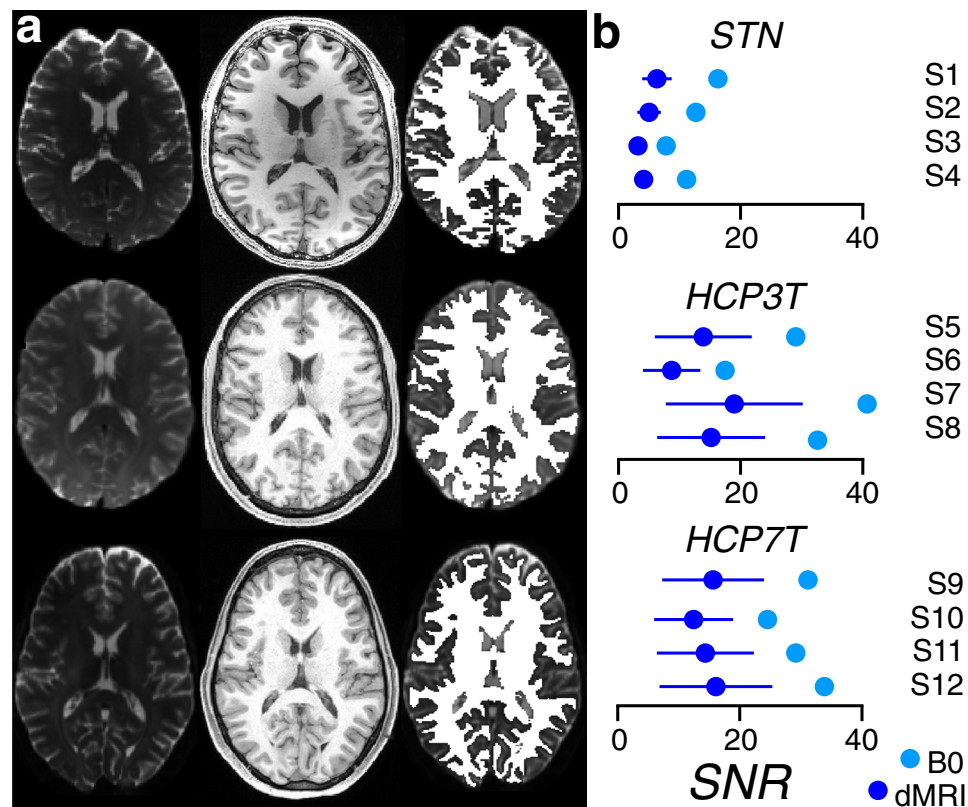 a
b
STN
S1
S2
S3
S4
0 20 40
HCP3T
S5
S6
S7
S8
0 20 40
HCP7T
S9
S10
S11
S12
0 20 40
SNR
B0
dMRI